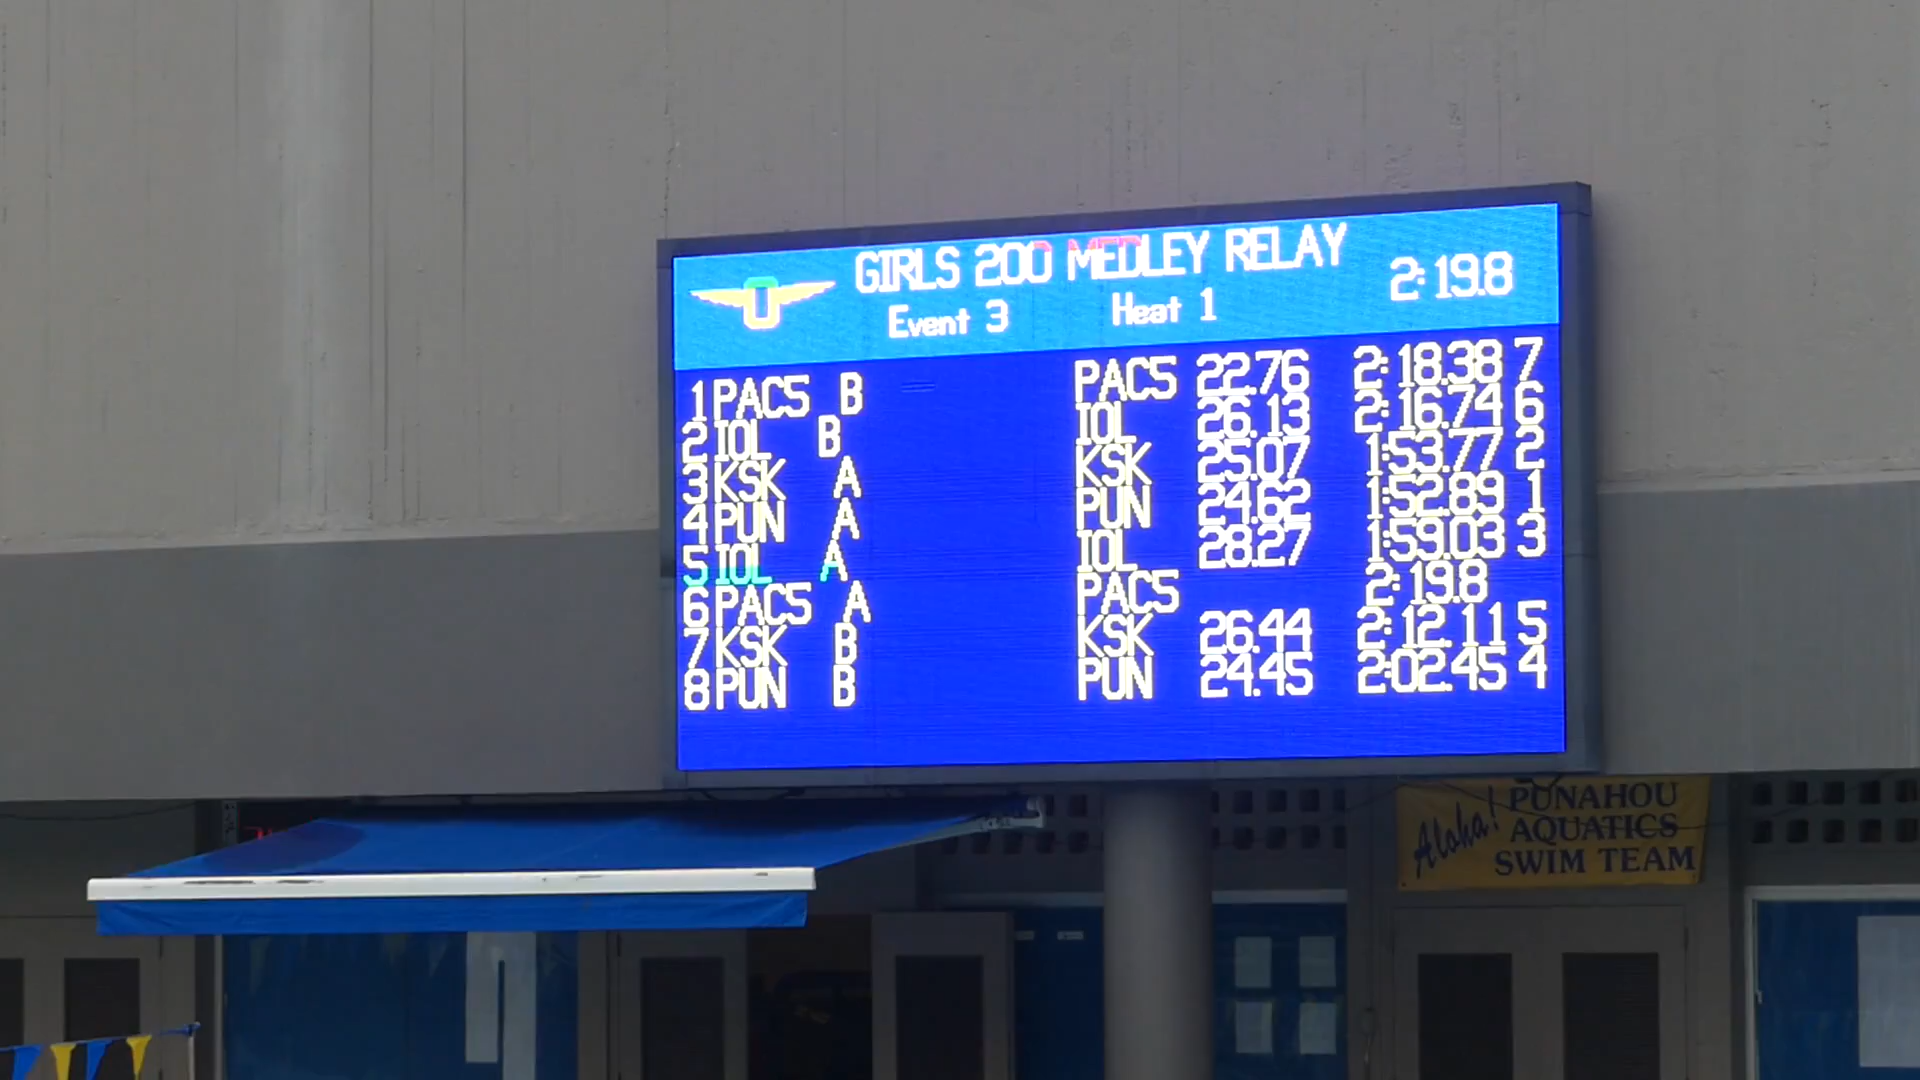 GIRLS 200 MEDLEY RELAY 2:19.8
Event 3 Heat 1
1 PAC5 B PAC5 22.76 2:18.38 7
2 IOL B IOL 26.13 2:16.74 6
3 KSK A KSK 25.07 1:53.77 2
4 PUN A PUN 24.62 1:52.89 1
5 IOL A IOL 28.27 1:59.03 3
6 PAC5 A PAC5 2:19.8
7 KSK B KSK 26.44 2:12.11 5
8 PUN B PUN 24.45 2:02.45 4
Aloha! PUNAHOU
AQUATICS
SWIM TEAM